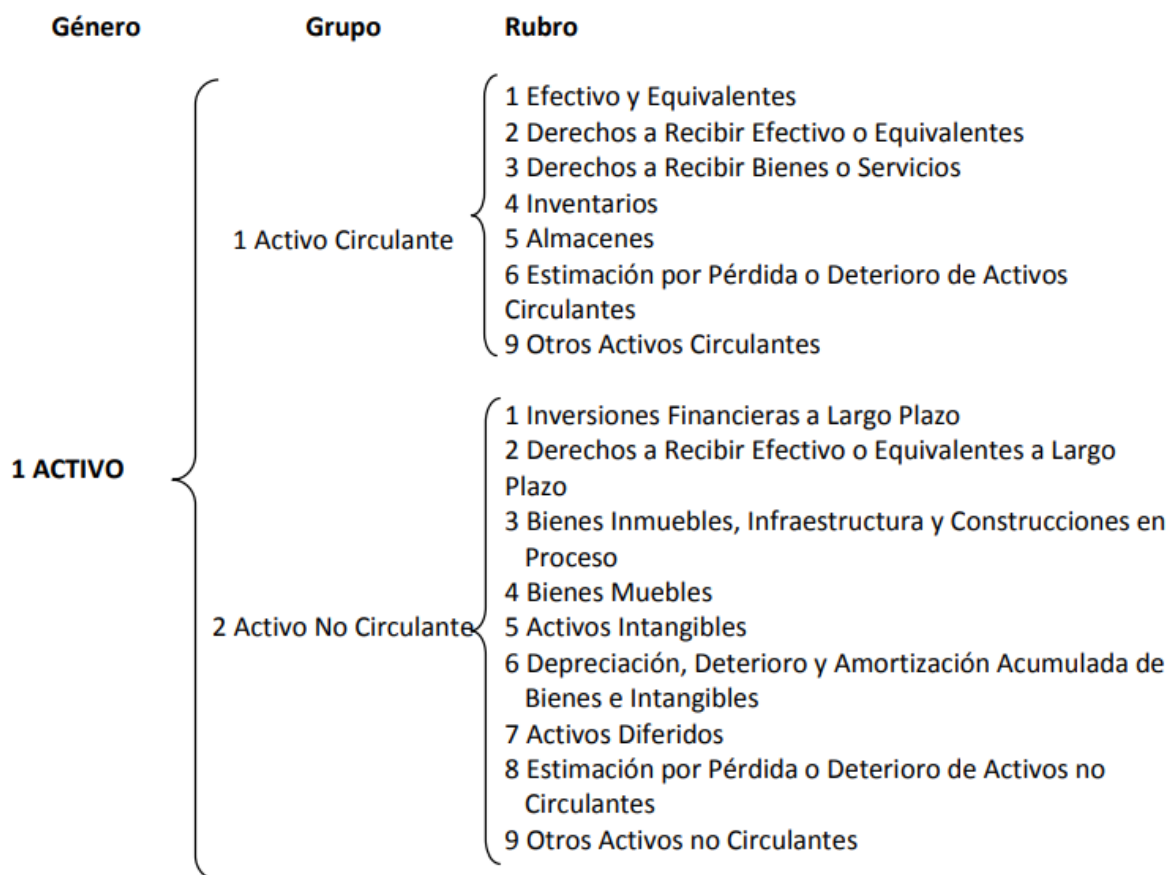 Género Grupo Rubro
1 Efectivo y Equivalentes
2 Derechos a Recibir Efectivo o Equivalentes
3 Derechos a Recibir Bienes o Servicios
4 Inventarios
1 Activo Circulante
5 Almacenes
6 Estimación por Pérdida o Deterioro de Activos
Circulantes
9 Otros Activos Circulantes
1 ACTIVO
1 Inversiones Financieras a Largo Plazo
2 Derechos a Recibir Efectivo o Equivalentes a Largo
Plazo
3 Bienes Inmuebles, Infraestructura y Construcciones en
Proceso
4 Bienes Muebles
2 Activo No Circulante
5 Activos Intangibles
6 Depreciación, Deterioro y Amortización Acumulada de
Bienes e Intangibles
7 Activos Diferidos
8 Estimación por Pérdida o Deterioro de Activos no
Circulantes
9 Otros Activos no Circulantes